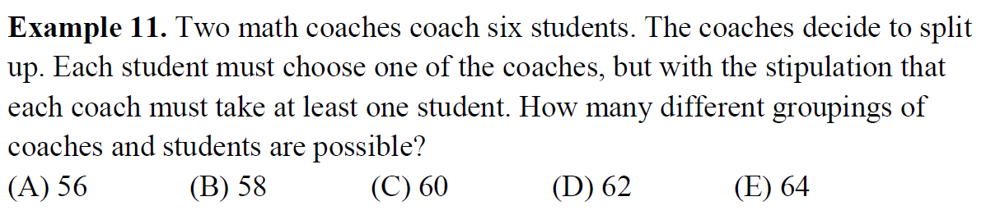 Example 11. Two math coaches coach six students. The coaches decide to split
up. Each student must choose one of the coaches, but with the stipulation that
each coach must take at least one student. How many different groupings of
coaches and students are possible?
(A) 56 (B) 58 (C) 60 (D) 62 (E) 64